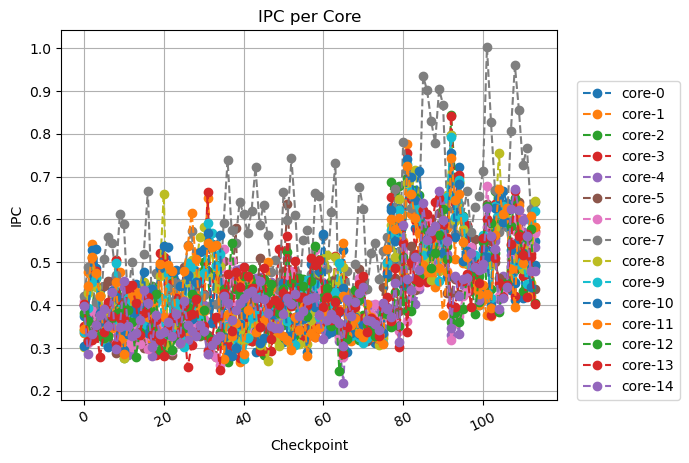 IPC per Core
IPC
1.0
0.9
0.8
0.7
0.6
0.5
0.4
0.3
0.2
0
20
40
60
80
100
Checkpoint
core-0
core-1
core-2
core-3
core-4
core-5
core-6
core-7
core-8
core-9
core-10
core-11
core-12
core-13
core-14